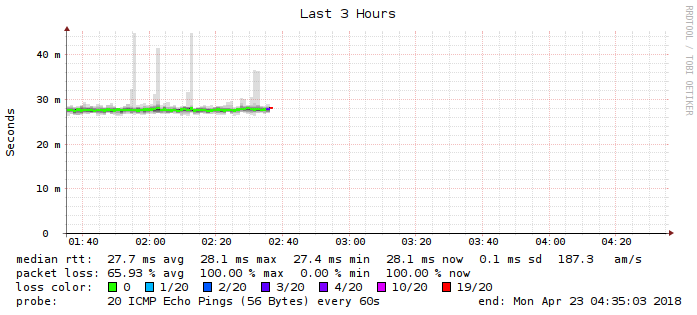 Last 3 Hours
RRDTOOL / TOBI OETIKER
Seconds
40 m
30 m
20 m
10 m
0
01:40 02:00 02:20 02:40 03:00 03:20 03:40 04:00 04:20
median rtt: 27.7 ms avg 28.1 ms max 27.4 ms min 28.1 ms now 0.1 ms sd 187.3 am/s
packet loss: 65.93 % avg 100.00 % max 0.00 % min 100.00 % now
loss color: 0 1/20 2/20 3/20 4/20 10/20 19/20
probe: 20 ICMP Echo Pings (56 Bytes) every 60s end: Mon Apr 23 04:35:03 2018